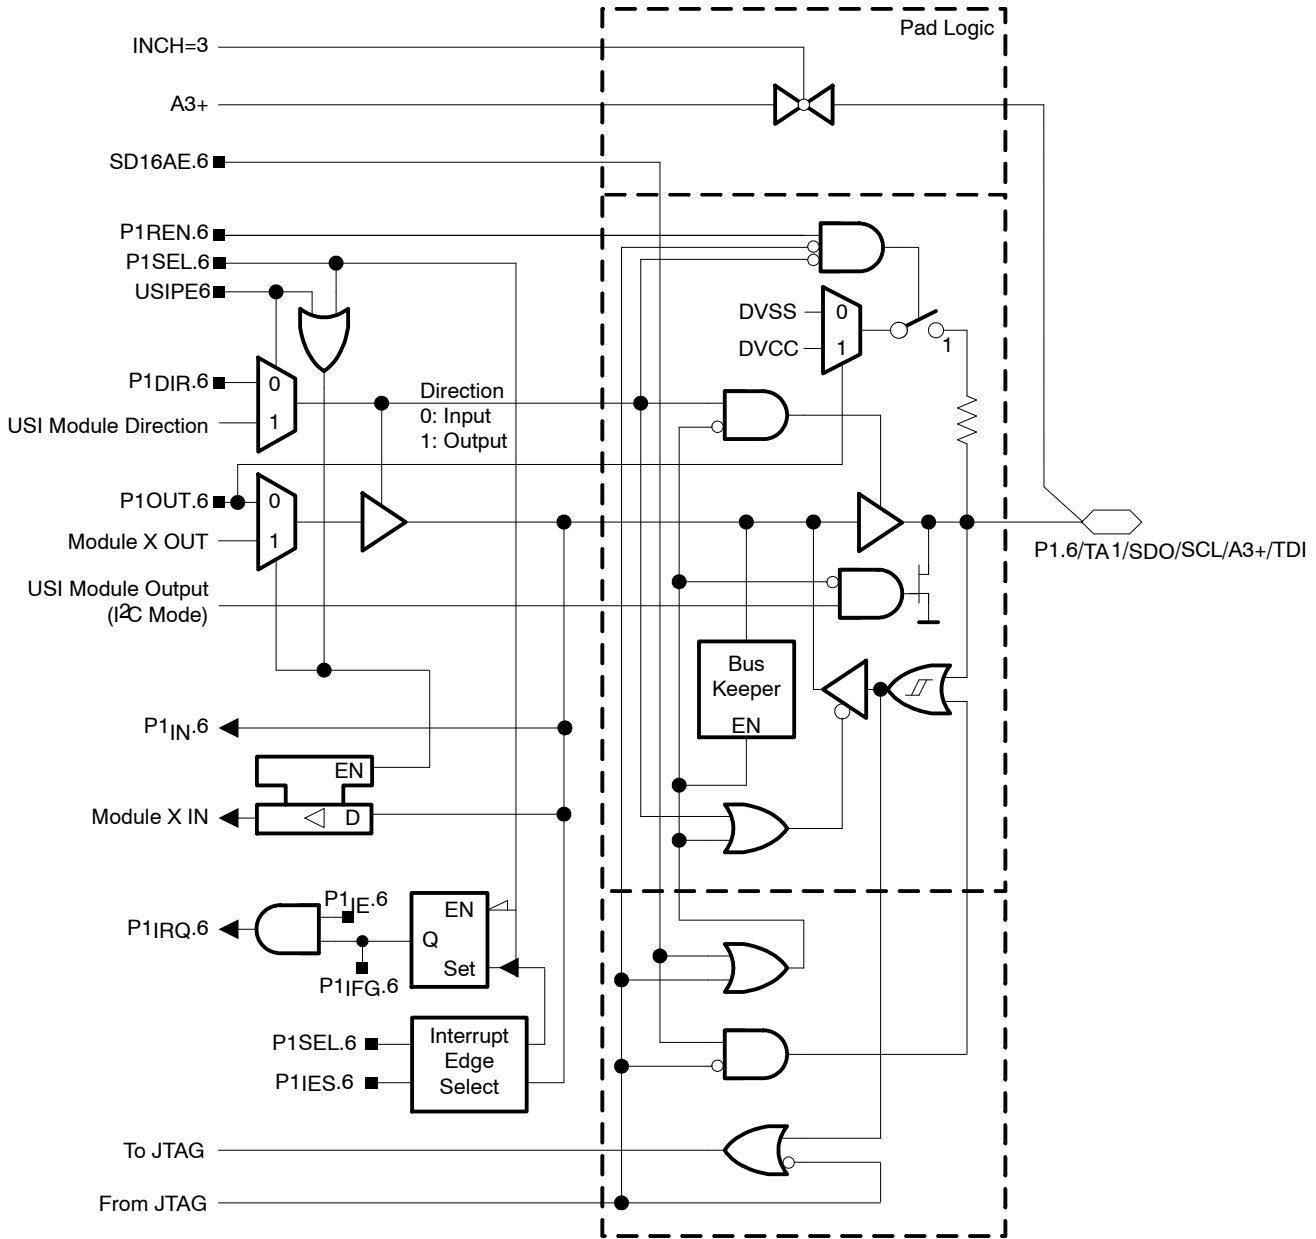 Pad Logic
INCH=3
A3+
SD16AE.6
P1REN.6
P1SEL.6
USIPE6
DVSS
0
DVCC
1
1
P1DIR.6
0
USI Module Direction
1
Direction
0: Input
1: Output
P1OUT.6
0
Module X OUT
1
P1.6/TA1/SDO/SCL/A3+/TDI
USI Module Output
(I2C Mode)
Bus
Keeper
EN
P1IN.6
EN
Module X IN
D
P1IE.6
P1IRQ.6
EN
Q
Set
P1IFG.6
P1SEL.6
P1IES.6
Interrupt
Edge
Select
To JTAG
From JTAG